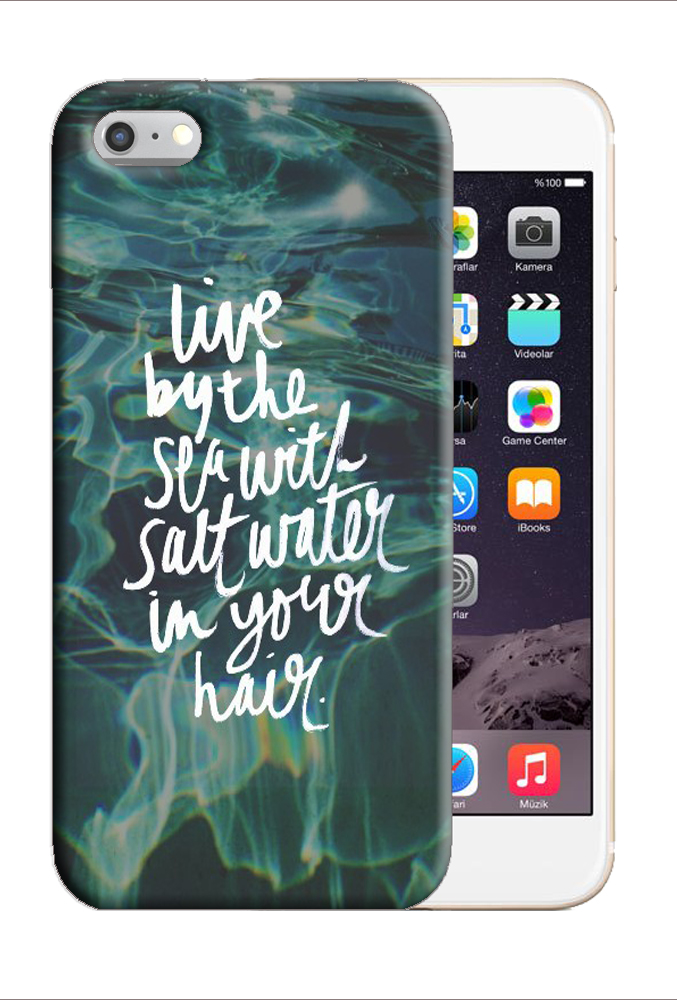 live
by the
sea with
salt water
in your
hair.
%100
raflar
Kamera
ita
Videolar
rsa
Game Center
Store
iBooks
rlar
ari
Müzik